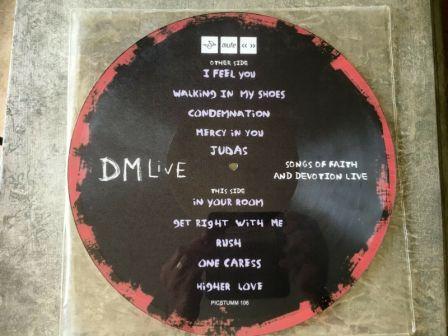 mute
OTHER SIDE
I FEEL YOU
WALKING IN MY SHOES
CONDEMNATION
MERCY IN YOU
JUDAS
DM LIVE
SONGS OF FAITH
AND DEVOTION LIVE
THIS SIDE
IN YOUR ROOM
GET RIGHT WITH ME
RUSH
ONE CARESS
HIGHER LOVE
PICSTUMM 106